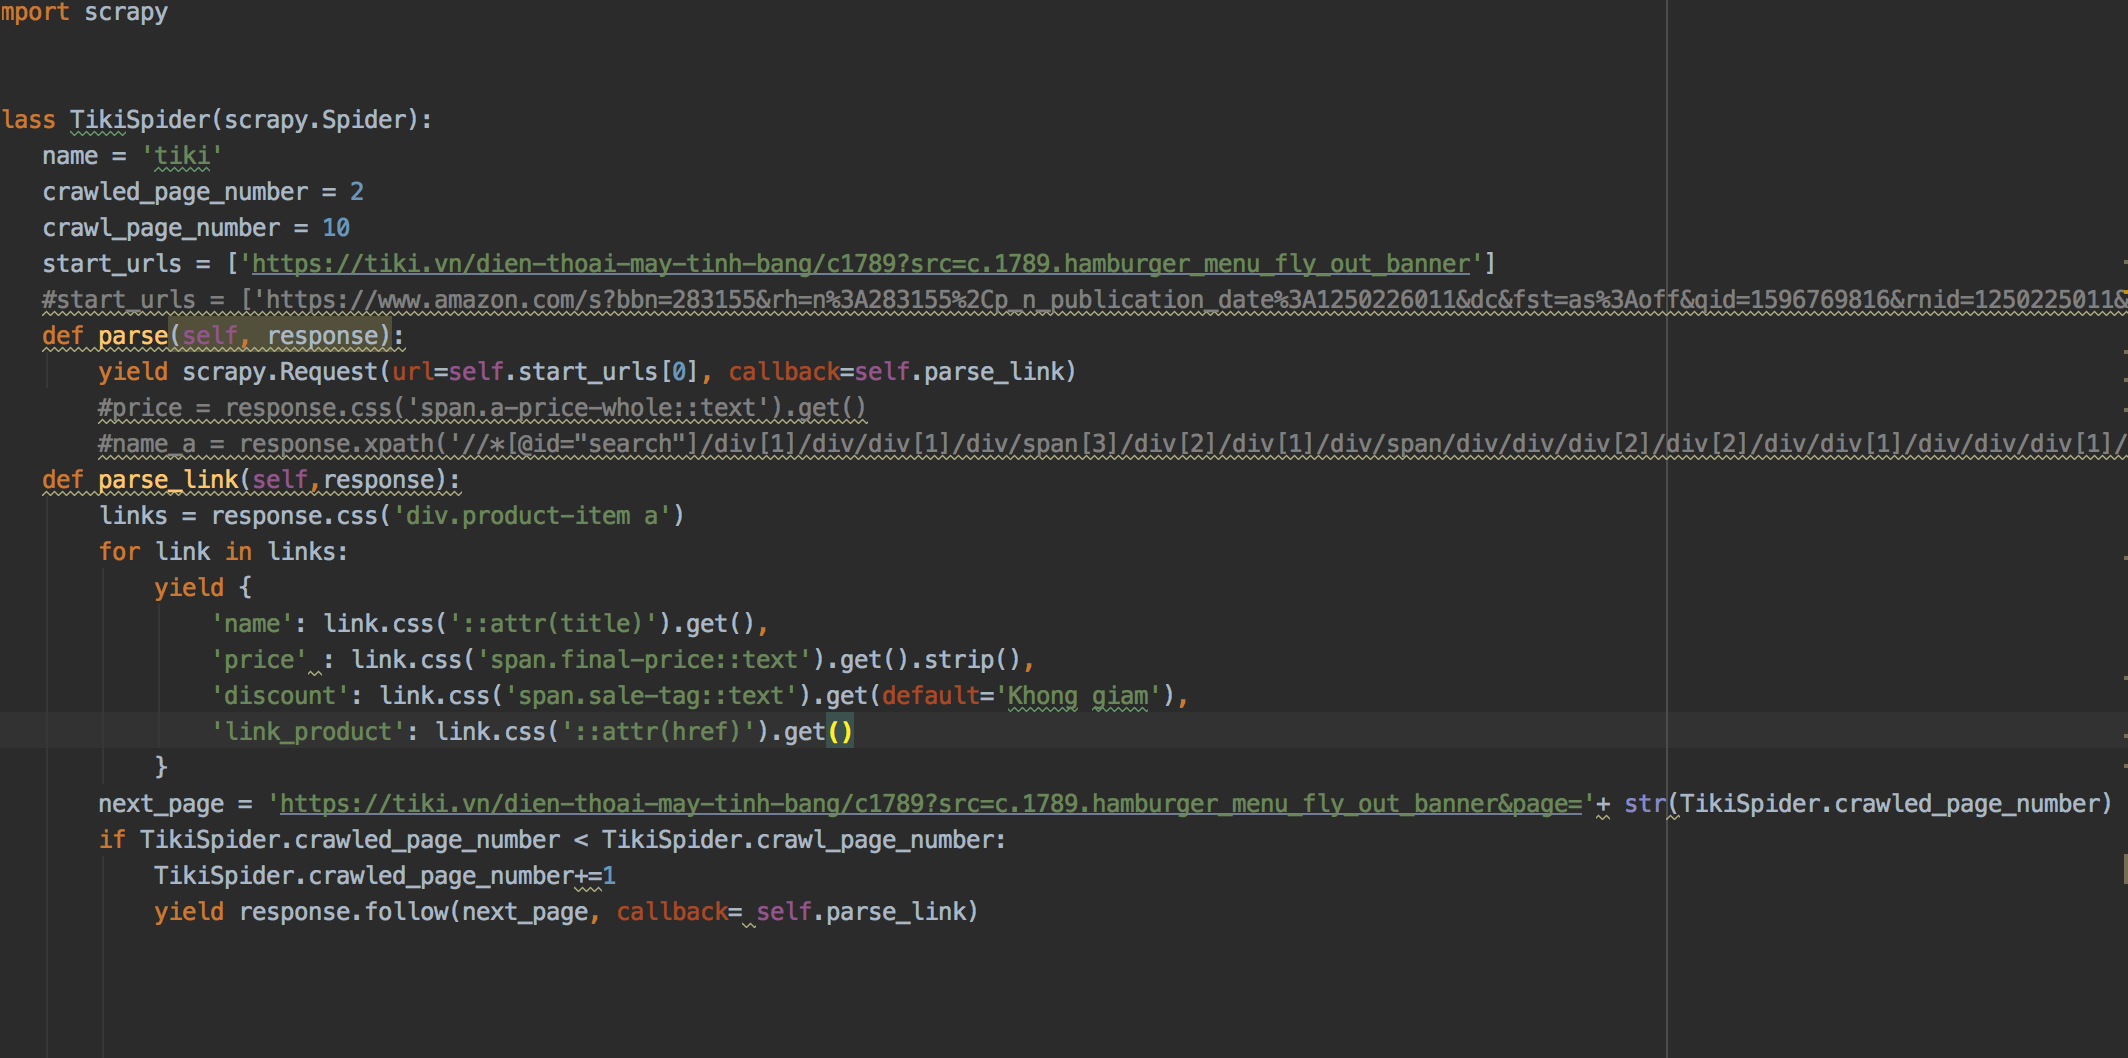 mport scrapy
lass TikiSpider(scrapy.Spider):
name = 'tiki'
crawled_page_number = 2
crawl_page_number = 10
start_urls = ['https://tiki.vn/dien-thoai-may-tinh-bang/c1789?src=c.1789.hamburger_menu_fly_out_banner']
#start_urls = ['https://www.amazon.com/s?bbn=283155&rh=n%3A283155%2Cp_n_publication_date%3A1250226011&dc&fst=as%3Aoff&qid=1596769816&rnid=1250225011&
def parse(self, response):
yield scrapy.Request(url=self.start_urls[0], callback=self.parse_link)
#price = response.css('span.a-price-whole::text').get()
#name_a = response.xpath('//*[@id="search"]/div[1]/div/div[1]/div/span[3]/div[2]/div[1]/div/span/div/div/div[2]/div[2]/div/div[1]/div/div/div[1]/
def parse_link(self,response):
links = response.css('div.product-item a')
for link in links:
yield {
'name': link.css('::attr(title)').get(),
'price' : link.css('span.final-price::text').get().strip(),
'discount': link.css('span.sale-tag::text').get(default='Khong giam'),
'link_product': link.css('::attr(href)').get()
}
next_page = 'https://tiki.vn/dien-thoai-may-tinh-bang/c1789?src=c.1789.hamburger_menu_fly_out_banner&page='+ str(TikiSpider.crawled_page_number)
if TikiSpider.crawled_page_number < TikiSpider.crawl_page_number:
TikiSpider.crawled_page_number+=1
yield response.follow(next_page, callback= self.parse_link)